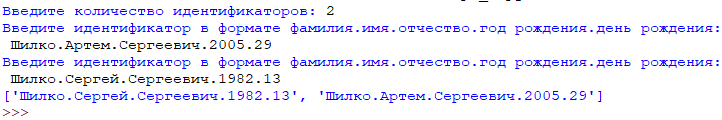 Введите количество идентификаторов: 2
Введите идентификатор в формате фамилия.имя.отчество.год рождения.день рождения:
Шилко.Артем.Сергеевич.2005.29
Введите идентификатор в формате фамилия.имя.отчество.год рождения.день рождения:
Шилко.Сергей.Сергеевич.1982.13
['Шилко.Сергей.Сергеевич.1982.13', 'Шилко.Артем.Сергеевич.2005.29']
>>>